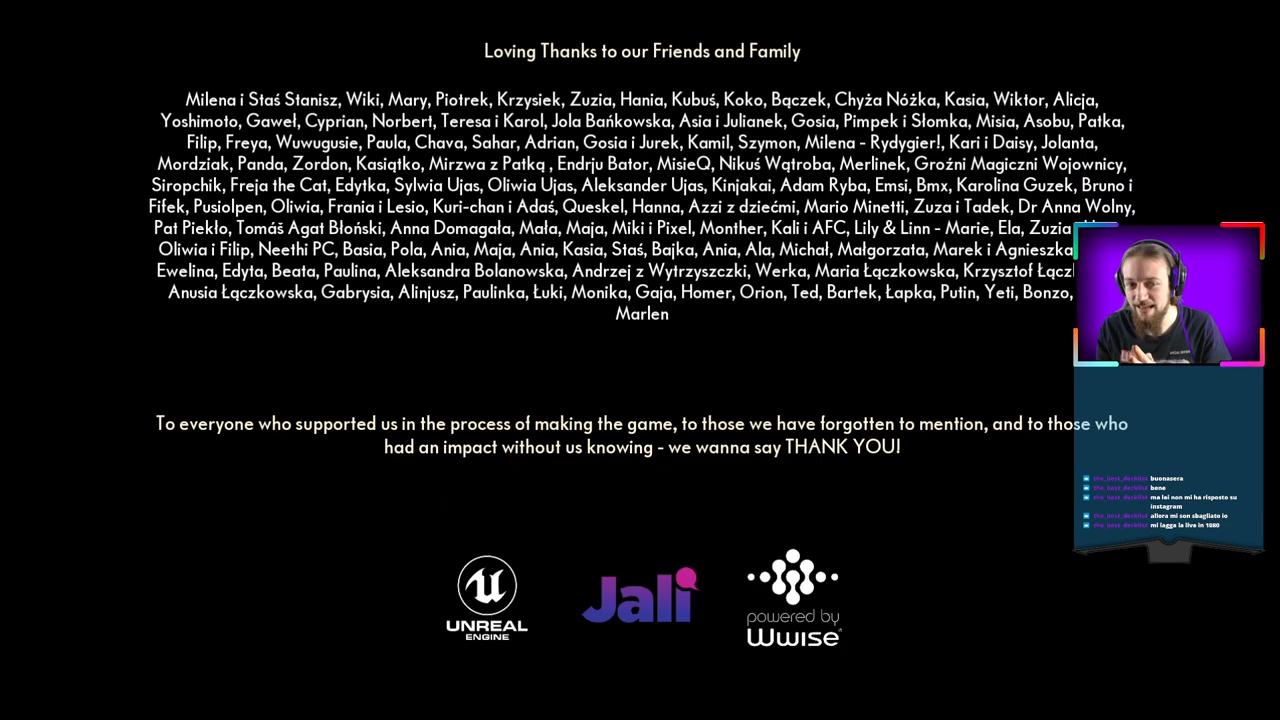 Loving Thanks to our Friends and Family
Milena i Staś Stanisz, Wiki, Mary, Piotrek, Krzysiek, Zuzia, Hania, Kubuś, Koko, Bączek, Chyża Nóżka, Kasia, Wiktor, Alicja,
Yoshimoto, Gaweł, Cyprian, Norbert, Teresa i Karol, Jola Bańkowska, Asia i Julianek, Gosia, Pimpek i Słomka, Misia, Asobu, Patka,
Filip, Freya, Wuwugusie, Paula, Chava, Sahar, Adrian, Gosia i Jurek, Kamil, Szymon, Milena - Rydygier!, Kari i Daisy, Jolanta,
Mordziak, Panda, Zordon, Kasiątko, Mirzwa z Patką , Endrju Bator, MisieQ, Nikuś Wątroba, Merlinek, Groźni Magiczni Wojownicy,
Siropchik, Freja the Cat, Edytka, Sylwia Ujas, Oliwia Ujas, Aleksander Ujas, Kinjakai, Adam Ryba, Emsi, Bmx, Karolina Guzek, Bruno i
Fifek, Pusiolpen, Oliwia, Frania i Lesio, Kuri-chan i Adaś, Queskel, Hanna, Azzi z dziećmi, Mario Minetti, Zuza i Tadek, Dr Anna Wolny,
Pat Piekło, Tomáś Agat Błoński, Anna Domagała, Mała, Maja, Miki i Pixel, Monther, Kali i AFC, Lily & Linn - Marie, Ela, Zuzia
Oliwia i Filip, Neethi PC, Basia, Pola, Ania, Maja, Ania, Kasia, Staś, Bajka, Ania, Ala, Michał, Małgorzata, Marek i Agnieszka
Ewelina, Edyta, Beata, Paulina, Aleksandra Bolanowska, Andrzej z Wytrzyszczki, Werka, Maria Łączkowska, Krzysztof
Anusia Łączkowska, Gabrysia, Alinjusz, Paulinka, Łuki, Monika, Gaja, Homer, Orion, Ted, Bartek, Łapka, Putin, Yeti, Bonzo,
Marlen
To everyone who supported us in the process of making the game, to those we have forgotten to mention, and to those who
had an impact without us knowing - we wanna say THANK YOU!
UNREAL
ENGINE
Jali
powered by
Wwise
the_best_decklist buonasera
the_best_decklist bene
the_best_decklist ma lei non mi ha risposto su
instagram
the_best_decklist allora mi son sbagliato io
the_best_decklist mi lagga la live in 1080